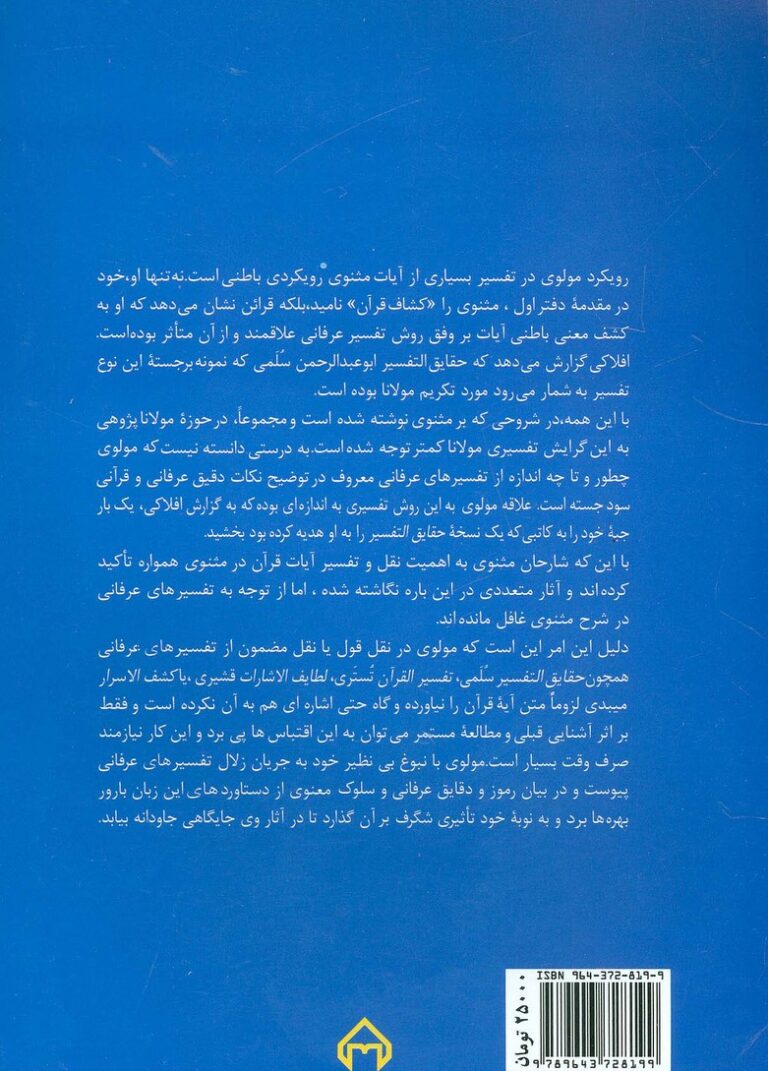 رویکرد مولوی در تفسیر بسیاری از آیات مثنوی رویکردی باطنی است.نه‌تنها او،خود
در مقدمهٔ دفتر اول ، مثنوی را «کشاف قرآن» نامید،بلکه قرائن نشان می‌دهد که او به
کشف معنی باطنی آیات بر وفق روش تفسیر عرفانی علاقمند و از آن متأثر بوده‌است.
افلاکی گزارش می‌دهد که حقایق‌التفسیر ابوعبدالرحمن سُلَمی که نمونه‌برجستهٔ این نوع
تفسیر به شمار می‌رود مورد تکریم مولانا بوده است.
با این همه،در شروحی که بر مثنوی نوشته شده است و مجموعاً، در حوزهٔ مولانا پژوهی
به این گرایش تفسیری مولانا کمتر توجه شده است.به درستی دانسته نیست که مولوی
چطور و تا چه اندازه از تفسیرهای عرفانی معروف در توضیح نکات دقیق عرفانی و قرآنی
سود جسته است. علاقه مولوی به این روش تفسیری به اندازه‌ای بوده که به گزارش افلاکی، یک بار
جبهٔ خود را به کاتبی که یک نسخهٔ حقایق التفسیر را به او هدیه کرده بود بخشید.
با این که شارحان مثنوی به اهمیت نقل و تفسیر آیات قرآن در مثنوی همواره تأکید
کرده‌اند و آثار متعددی در این باره نگاشته شده ، اما از توجه به تفسیرهای عرفانی
در شرح مثنوی غافل مانده‌اند.
دلیل این امر این است که مولوی در نقل قول یا نقل مضمون از تفسیرهای عرفانی
همچون حقایق التفسیر سلَمی، تفسیر القرآن تُستَری، لطایف الاشارات قشیری ،یا کشف الاسرار
میبدی لزوماً متن آیهٔ قرآن را نیاورده و گاه حتی اشاره ای هم به آن نکرده است و فقط
بر اثر آشنایی قبلی و مطالعهٔ مستمر می توان به این اقتباس ها پی برد و این کار نیازمند
صرف وقت بسیار است.مولوی با نبوغ بی نظیر خود به جریان زلال تفسیرهای عرفانی
پیوست و در بیان رموز و دقایق عرفانی و سلوک معنوی از دستاوردهای این زبان بارور
بهره‌ها برد و به نوبهٔ خود تأثیری شگرف بر آن گذارد تا در آثار وی جایگاهی جاودانه بیابد.
ISBN 964-372-819-9
۲۵۰۰۰ تومان
9 789643 728199